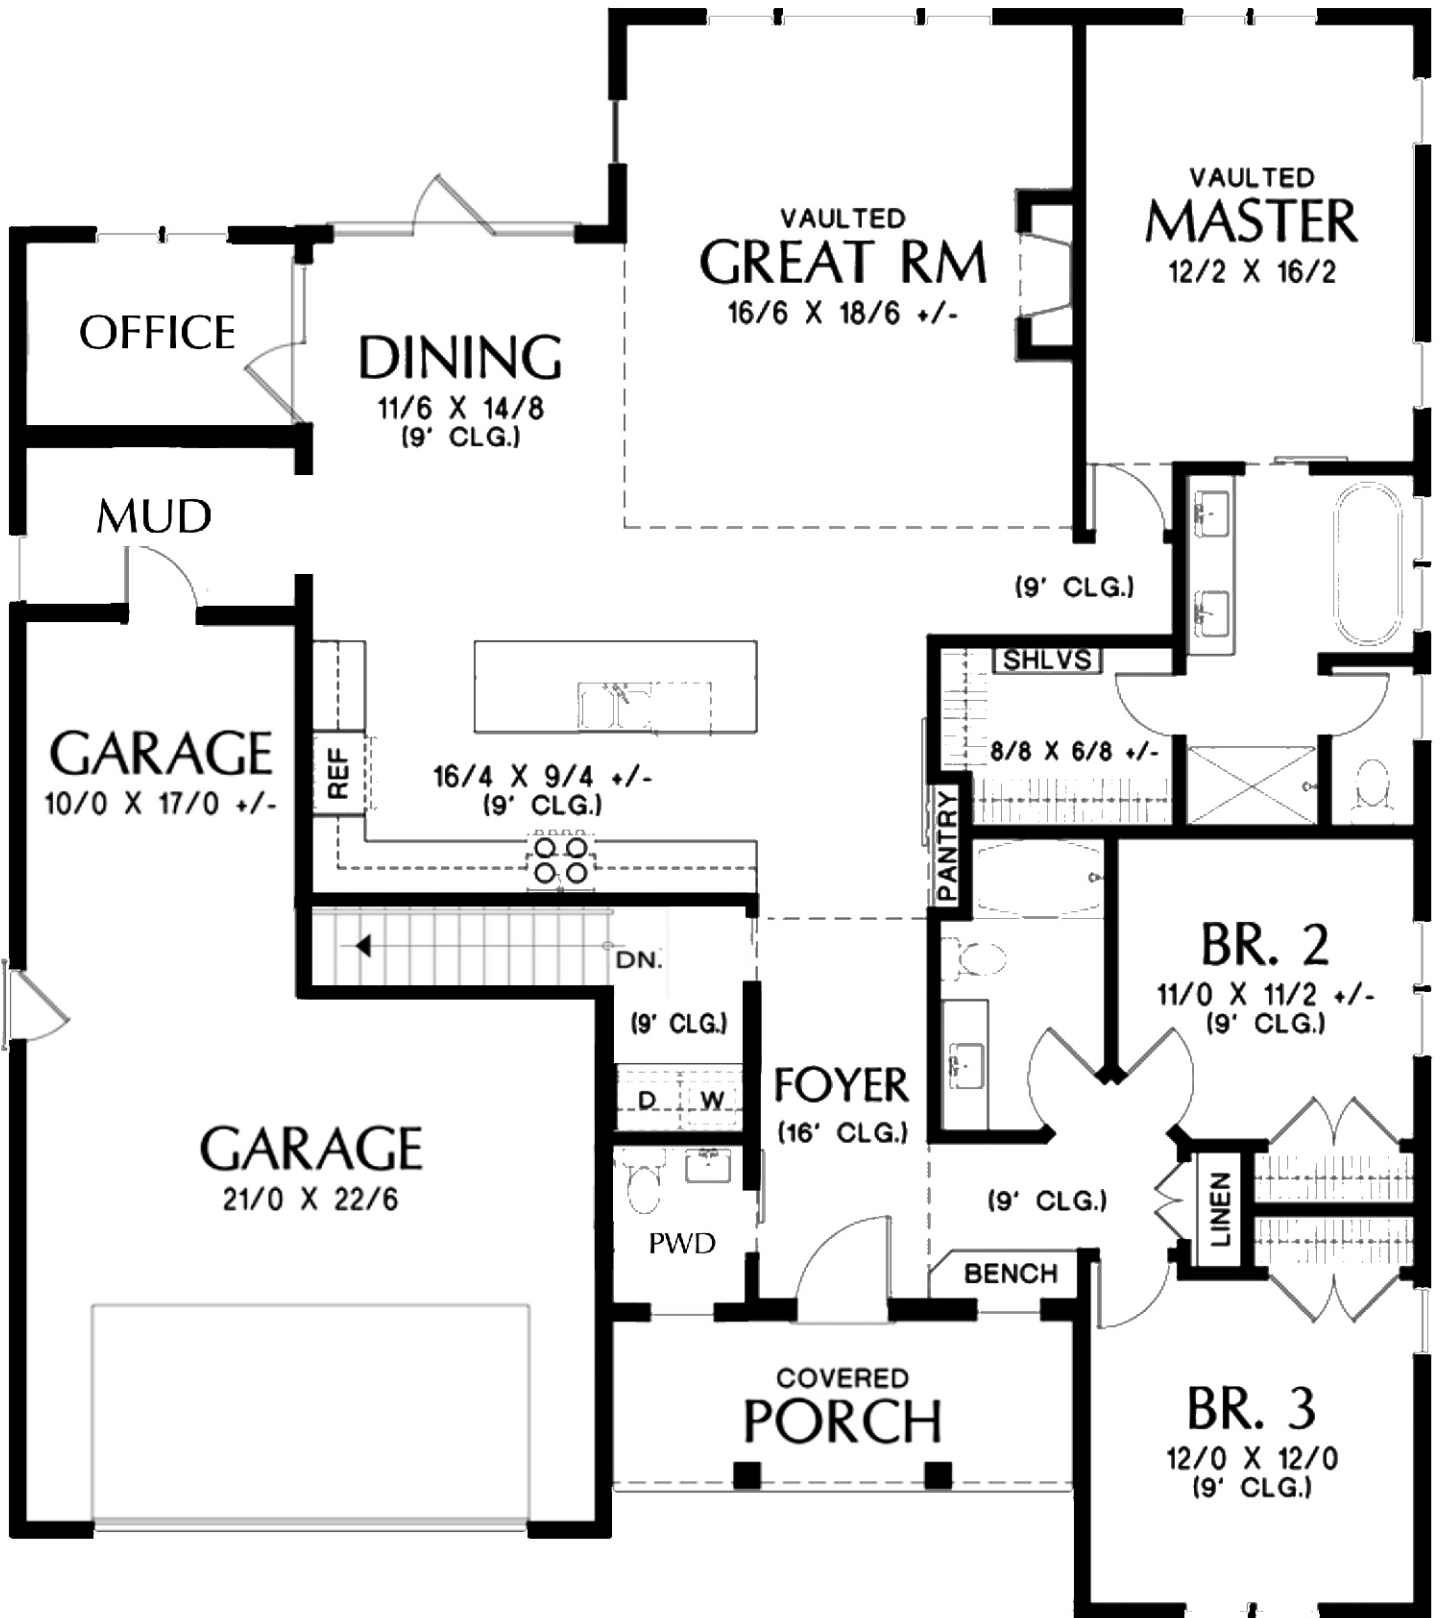 VAULTED
GREAT RM
16/6 X 18/6 +/-
VAULTED
MASTER
12/2 X 16/2
OFFICE
DINING
11/6 X 14/8
(9' CLG.)
MUD
(9' CLG.)
SHLVS
8/8 X 6/8 +/-
GARAGE
10/0 X 17/0 +/-
REF
16/4 X 9/4 +/-
(9' CLG.)
PANTRY
DN.
(9' CLG.)
BR. 2
11/0 X 11/2 +/-
(9' CLG.)
D
W
FOYER
(16' CLG.)
GARAGE
21/0 X 22/6
PWD
(9' CLG.)
LINEN
BENCH
COVERED
PORCH
BR. 3
12/0 X 12/0
(9' CLG.)